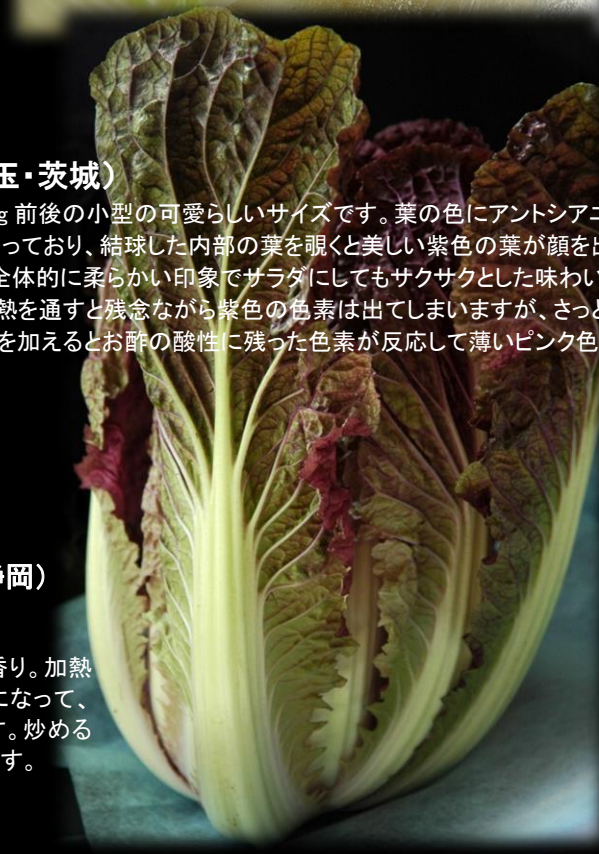 玉・茨城）
g 前後の小型の可愛らしいサイズです。葉の色にアントシアニ
っており、結球した内部の葉を覗くと美しい紫色の葉が顔を出
全体的に柔らかい印象でサラダにしてもサクサクとした味わい
熱を通すと残念ながら紫色の色素は出てしまいますが、さっと
を加えるとお酢の酸性に残った色素が反応して薄いピンク色
岡）
香り。加熱
になって、
す。炒める
す。